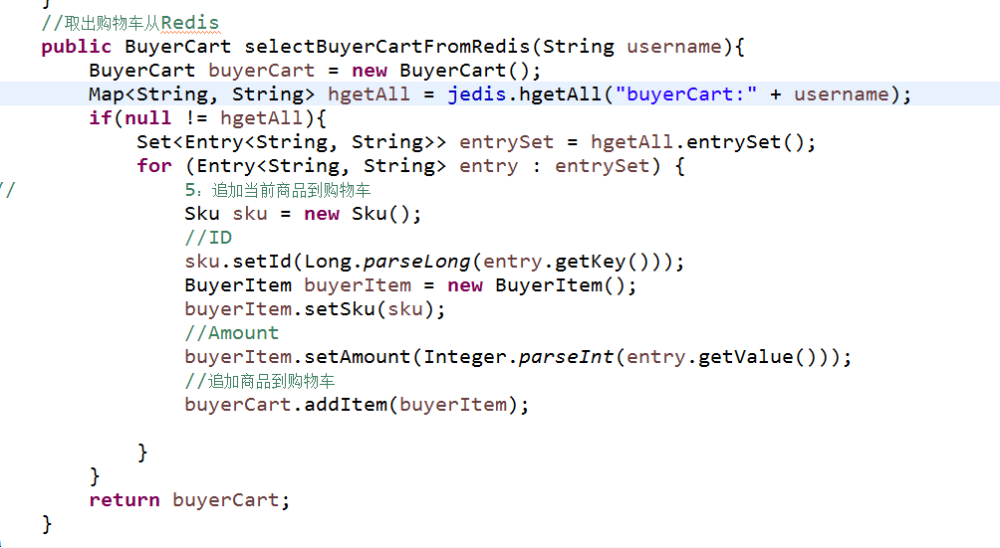 }
//取出购物车从Redis
public BuyerCart selectBuyerCartFromRedis(String username){
BuyerCart buyerCart = new BuyerCart();
Map<String, String> hgetAll = jedis.hgetAll("buyerCart:" + username);
if(null != hgetAll){
Set<Entry<String, String>> entrySet = hgetAll.entrySet();
for (Entry<String, String> entry : entrySet) {
// 5：追加当前商品到购物车
Sku sku = new Sku();
//ID
sku.setId(Long.parseLong(entry.getKey()));
BuyerItem buyerItem = new BuyerItem();
buyerItem.setSku(sku);
//Amount
buyerItem.setAmount(Integer.parseInt(entry.getValue()));
//追加商品到购物车
buyerCart.addItem(buyerItem);
}
}
return buyerCart;
}